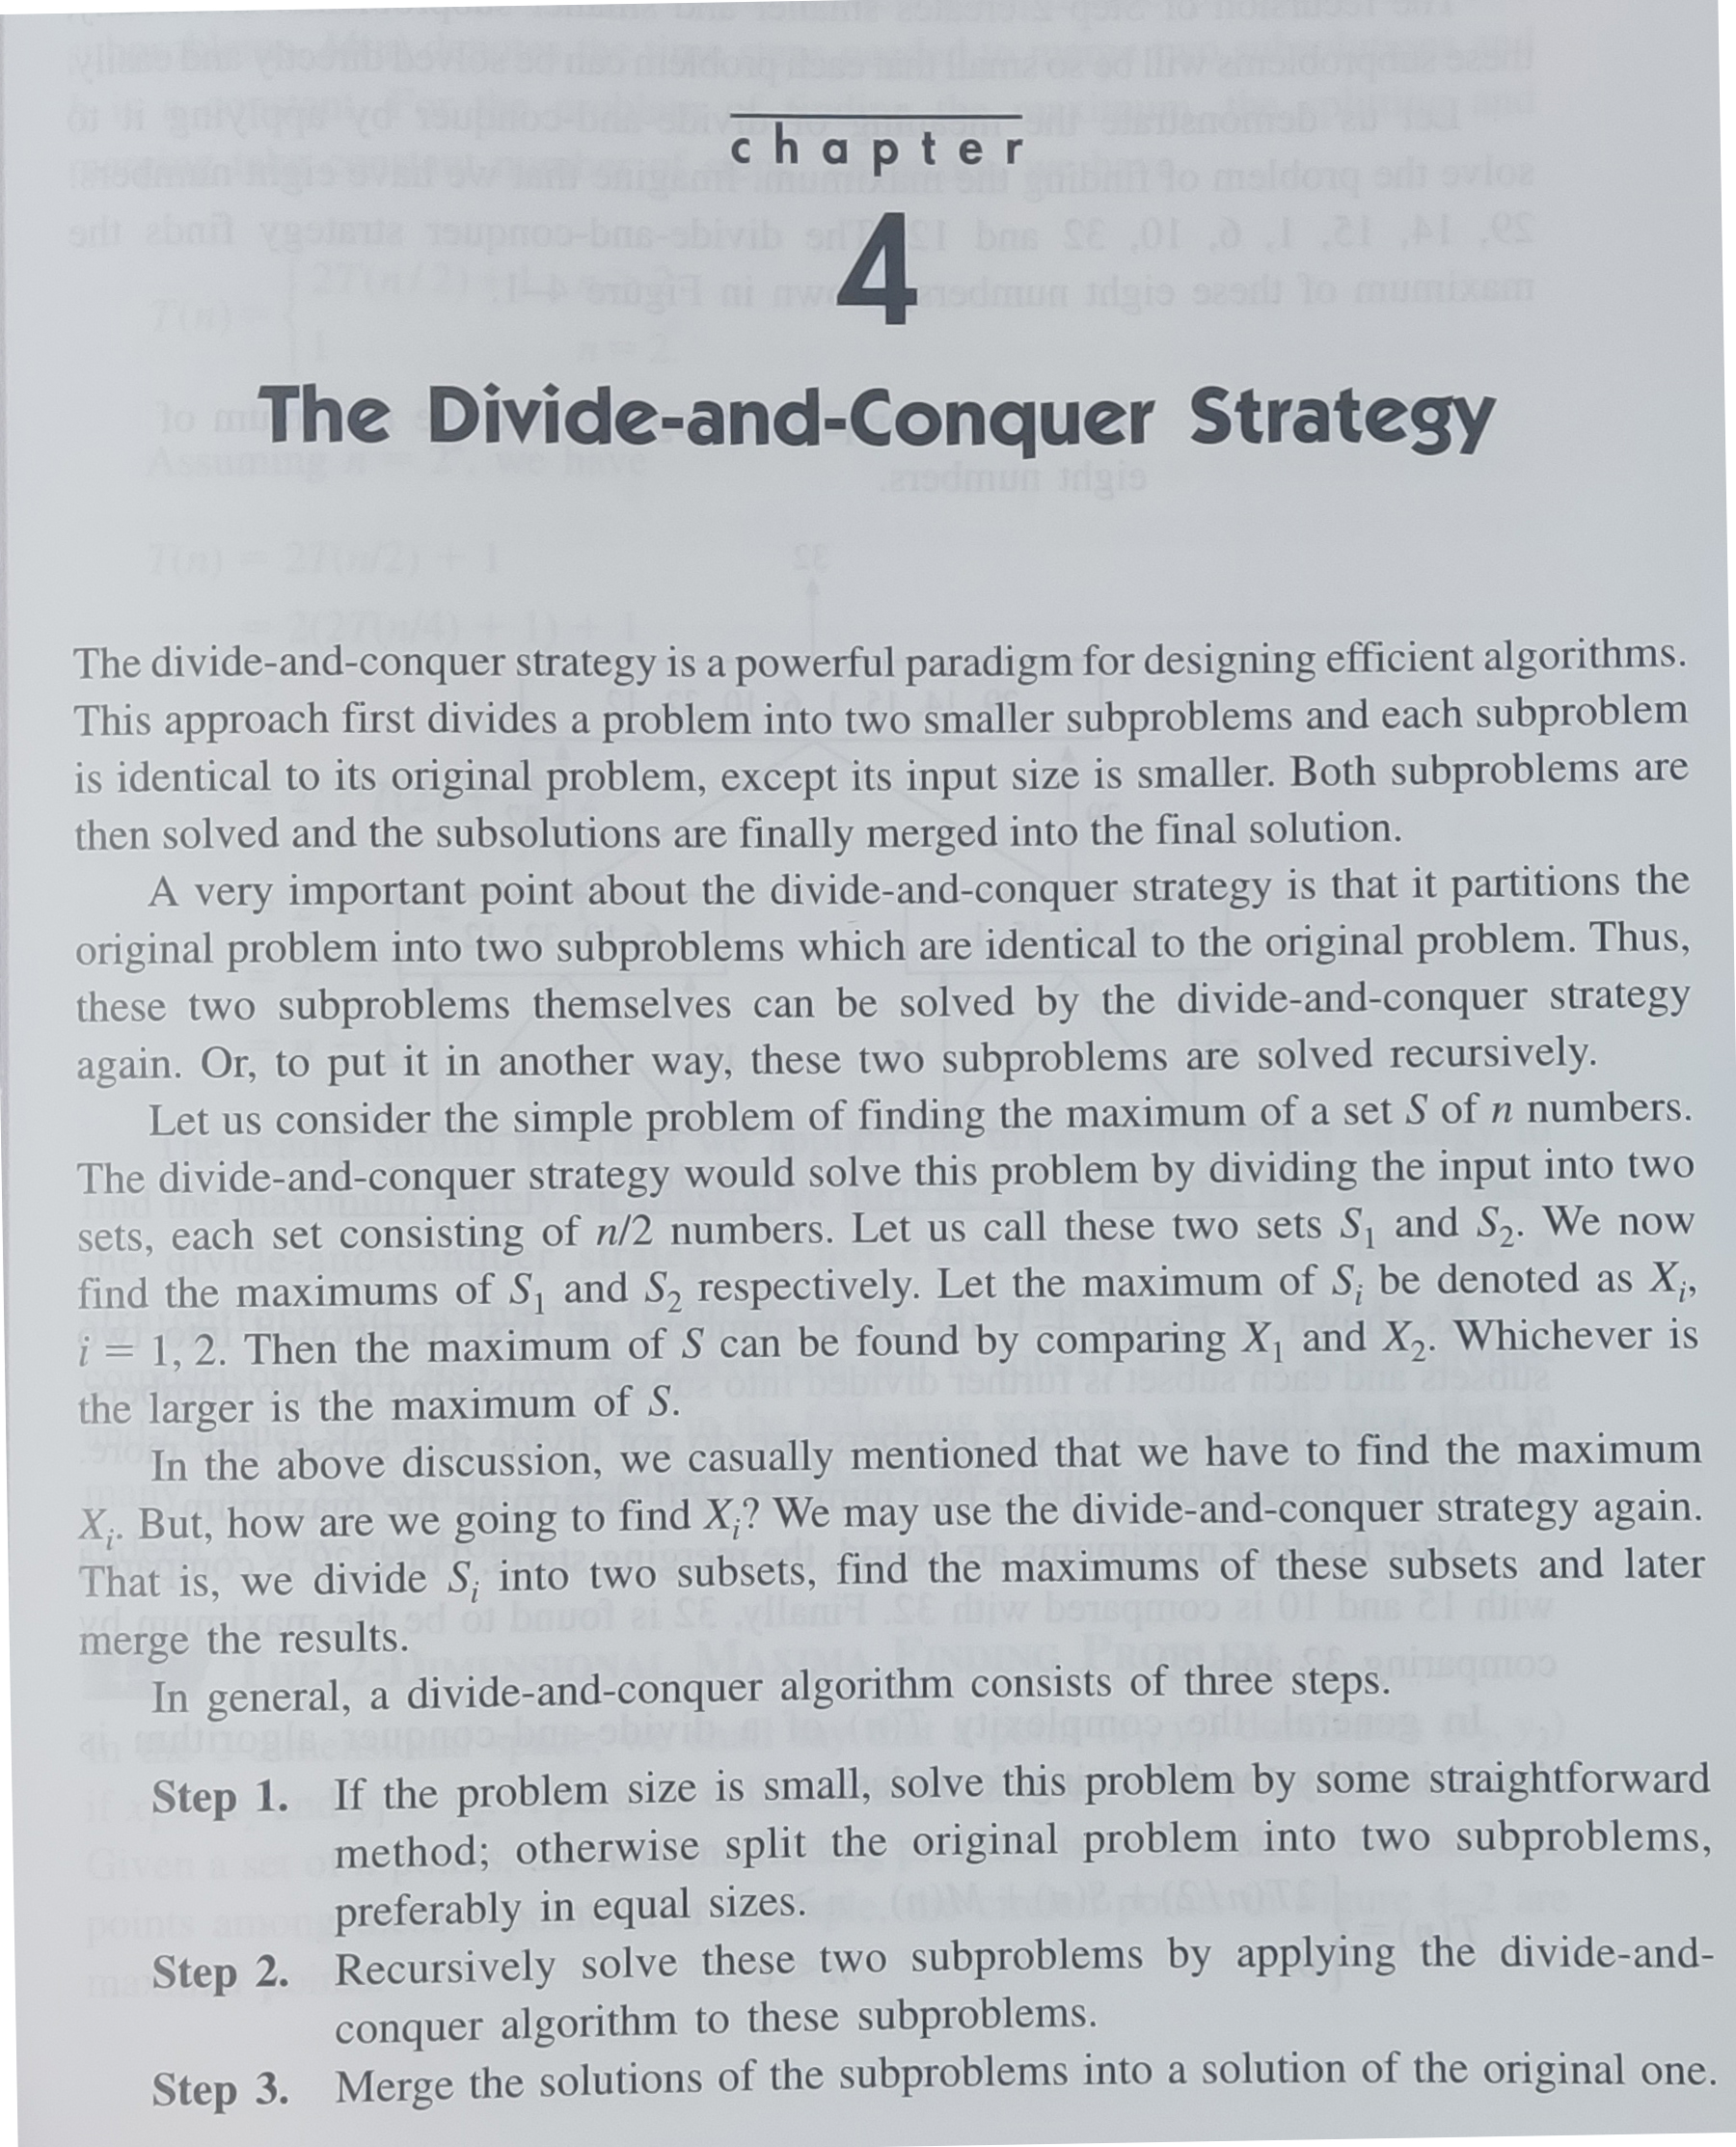 chapter
4
The Divide-and-Conquer Strategy
The divide-and-conquer strategy is a powerful paradigm for designing efficient algorithms.
This approach first divides a problem into two smaller subproblems and each subproblem
is identical to its original problem, except its input size is smaller. Both subproblems are
then solved and the subsolutions are finally merged into the final solution.
A very important point about the divide-and-conquer strategy is that it partitions the
original problem into two subproblems which are identical to the original problem. Thus,
these two subproblems themselves can be solved by the divide-and-conquer strategy
again. Or, to put it in another way, these two subproblems are solved recursively.
Let us consider the simple problem of finding the maximum of a set S of n numbers.
The divide-and-conquer strategy would solve this problem by dividing the input into two
sets, each set consisting of n/2 numbers. Let us call these two sets S₁ and S₂. We now
find the maximums of S₁ and S₂ respectively. Let the maximum of Sᵢ be denoted as Xᵢ,
i = 1, 2. Then the maximum of S can be found by comparing X₁ and X₂. Whichever is
the larger is the maximum of S.
In the above discussion, we casually mentioned that we have to find the maximum
Xᵢ. But, how are we going to find Xᵢ? We may use the divide-and-conquer strategy again.
That is, we divide Sᵢ into two subsets, find the maximums of these subsets and later
merge the results.
In general, a divide-and-conquer algorithm consists of three steps.
Step 1. If the problem size is small, solve this problem by some straightforward
method; otherwise split the original problem into two subproblems,
preferably in equal sizes.
Step 2. Recursively solve these two subproblems by applying the divide-and-
conquer algorithm to these subproblems.
Step 3. Merge the solutions of the subproblems into a solution of the original one.